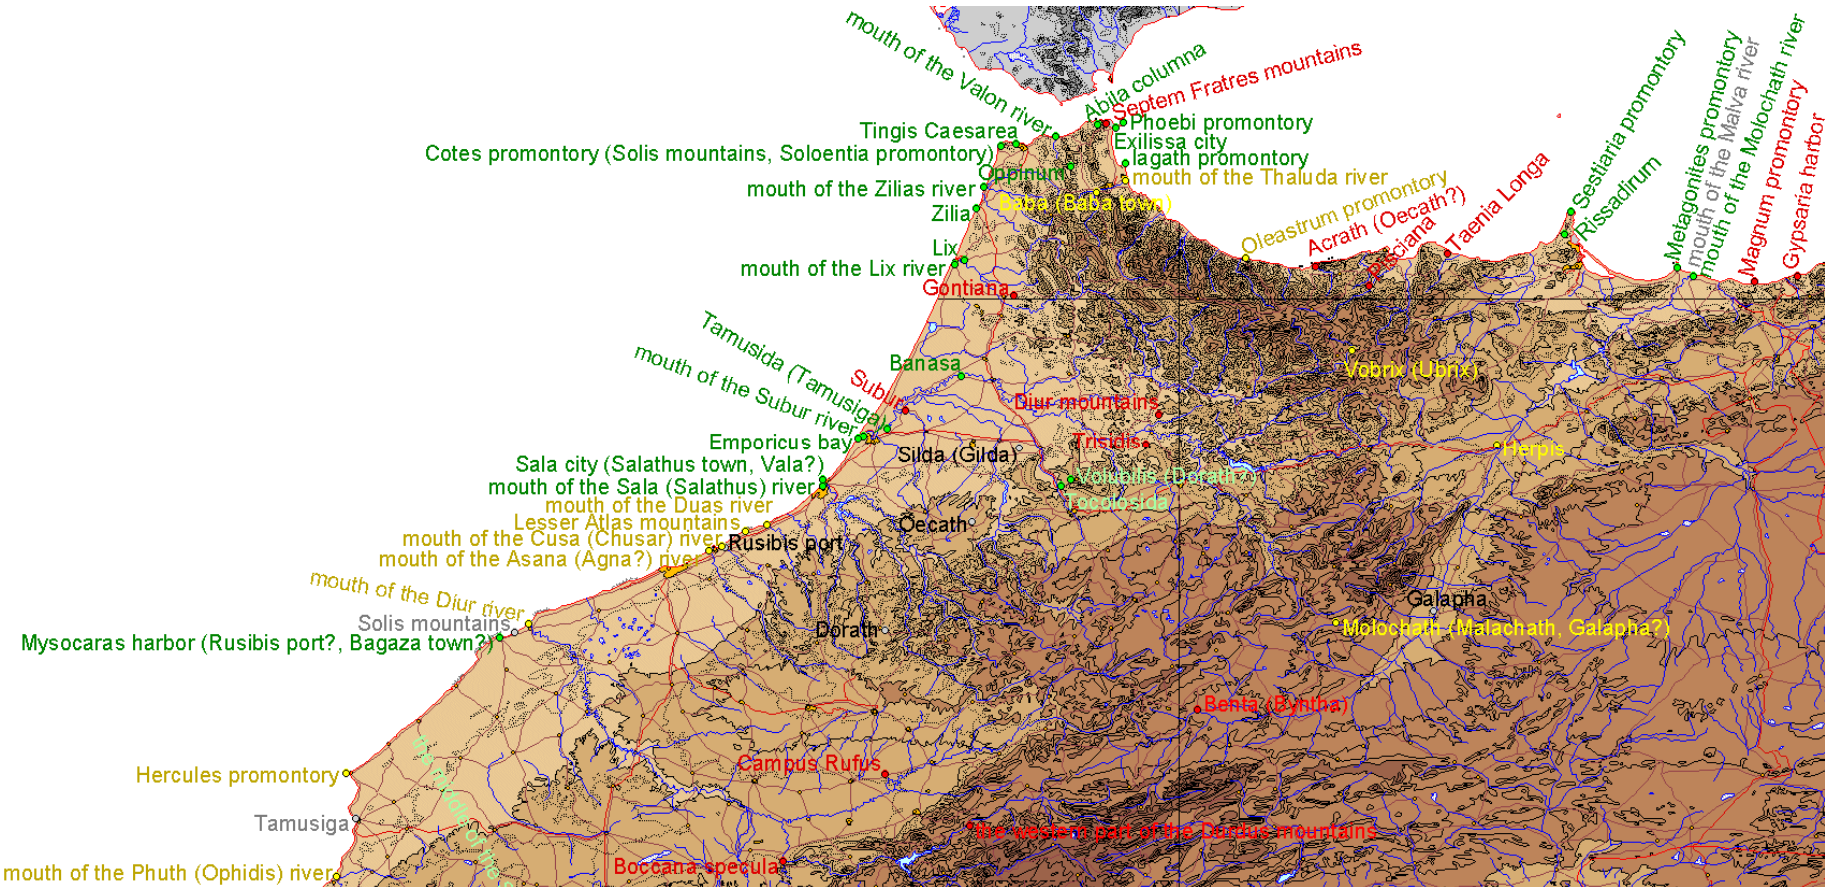 mouth of the Valon river
Abila columna
Septem Fratres mountains
Tingis Caesarea
Phoebi promontory
Exilissa city
Cotes promontory (Solis mountains, Soloentia promontory)
Iagath promontory
Oppinum
mouth of the Thaluda river
mouth of the Zilias river
Baba (Baba town)
Zilia
Oleastrum promontory
Acrath (Oecath?)
Pisciana
Taenia Longa
Sestiaria promontory
Rissadirum
Metagonites promontory
mouth of the Malva river
mouth of the Molochath river
Magnum promontory
Gypsaria harbor
Lix
mouth of the Lix river
Gontiana
Tamusida (Tamusiga)
mouth of the Subur river
Subur
Banasa
Vobrix (Ubrix)
Diur mountains
Emporicus bay
Trisidis
Silda (Gilda)
Herpis
Sala city (Salathus town, Vala?)
mouth of the Sala (Salathus) river
Volubilis (Dorath?)
Tocolosida
mouth of the Duas river
Lesser Atlas mountains
Oecath
mouth of the Cusa (Chusar) river
Rusibis port
mouth of the Asana (Agna?) river
mouth of the Diur river
Galapha
Solis mountains
Dorath
Molochath (Malachath, Galapha?)
Mysocaras harbor (Rusibis port?, Bagaza town?)
Benta (Byntha)
Hercules promontory
Campus Rufus
the middle of the
Tamusiga
the western part of the Durdus mountains
Boccana specula
mouth of the Phuth (Ophidis) river